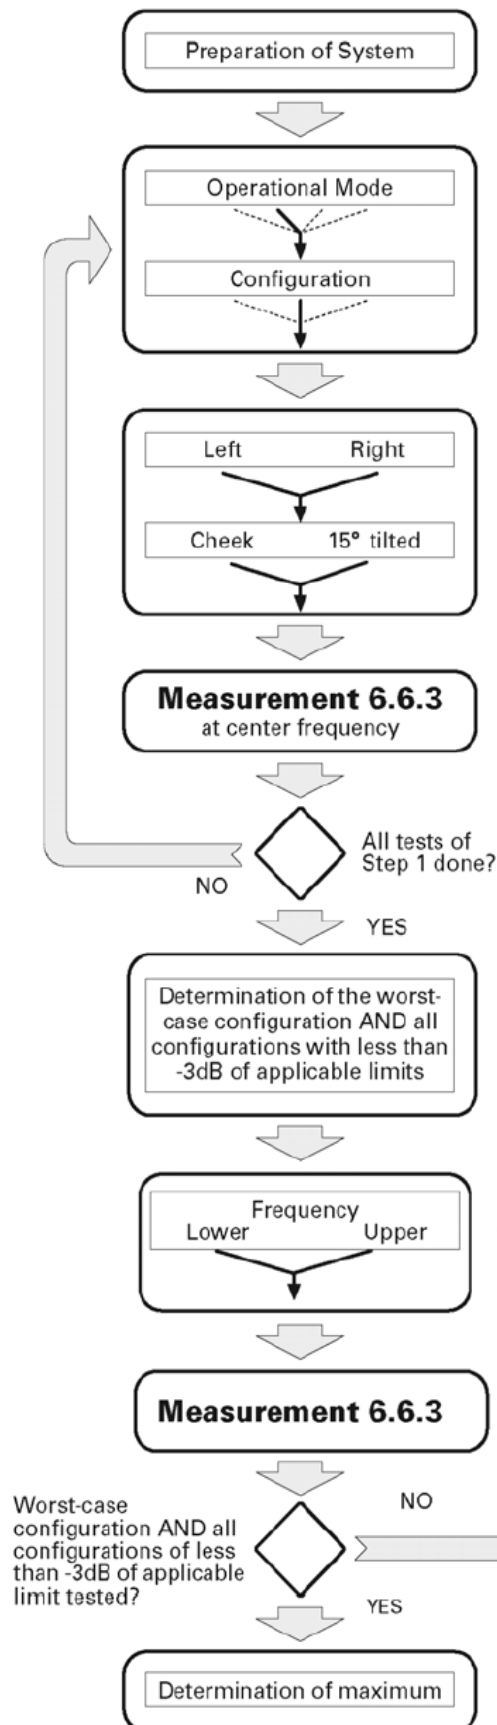 Preparation of System
Operational Mode
Configuration
Left Right
Cheek 15° tilted
Measurement 6.6.3
at center frequency
All tests of
Step 1 done?
NO
YES
Determination of the worst-
case configuration AND all
configurations with less than
-3dB of applicable limits
Frequency
Lower Upper
Measurement 6.6.3
NO
Worst-case
configuration AND all
configurations of less
than -3dB of applicable
limit tested?
YES
Determination of maximum